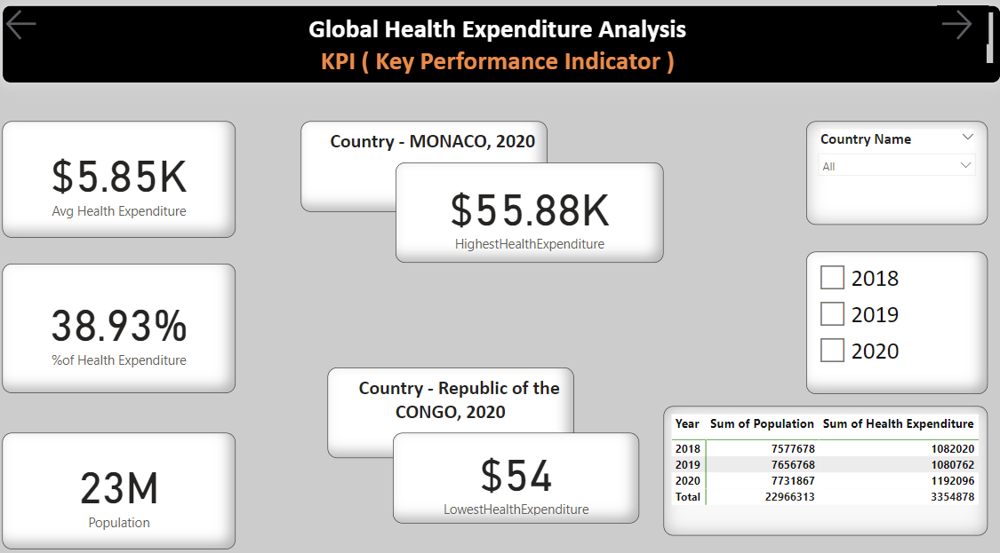 Global Health Expenditure Analysis
KPI ( Key Performance Indicator )
$5.85K
Avg Health Expenditure
38.93%
%of Health Expenditure
23M
Population
Country - MONACO, 2020
$55.88K
HighestHealthExpenditure
Country - Republic of the
CONGO, 2020
$54
LowestHealthExpenditure
Country Name
All
2018
2019
2020
Year Sum of Population Sum of Health Expenditure
2018 7577678 1082020
2019 7656768 1080762
2020 7731867 1192096
Total 22966313 3354878